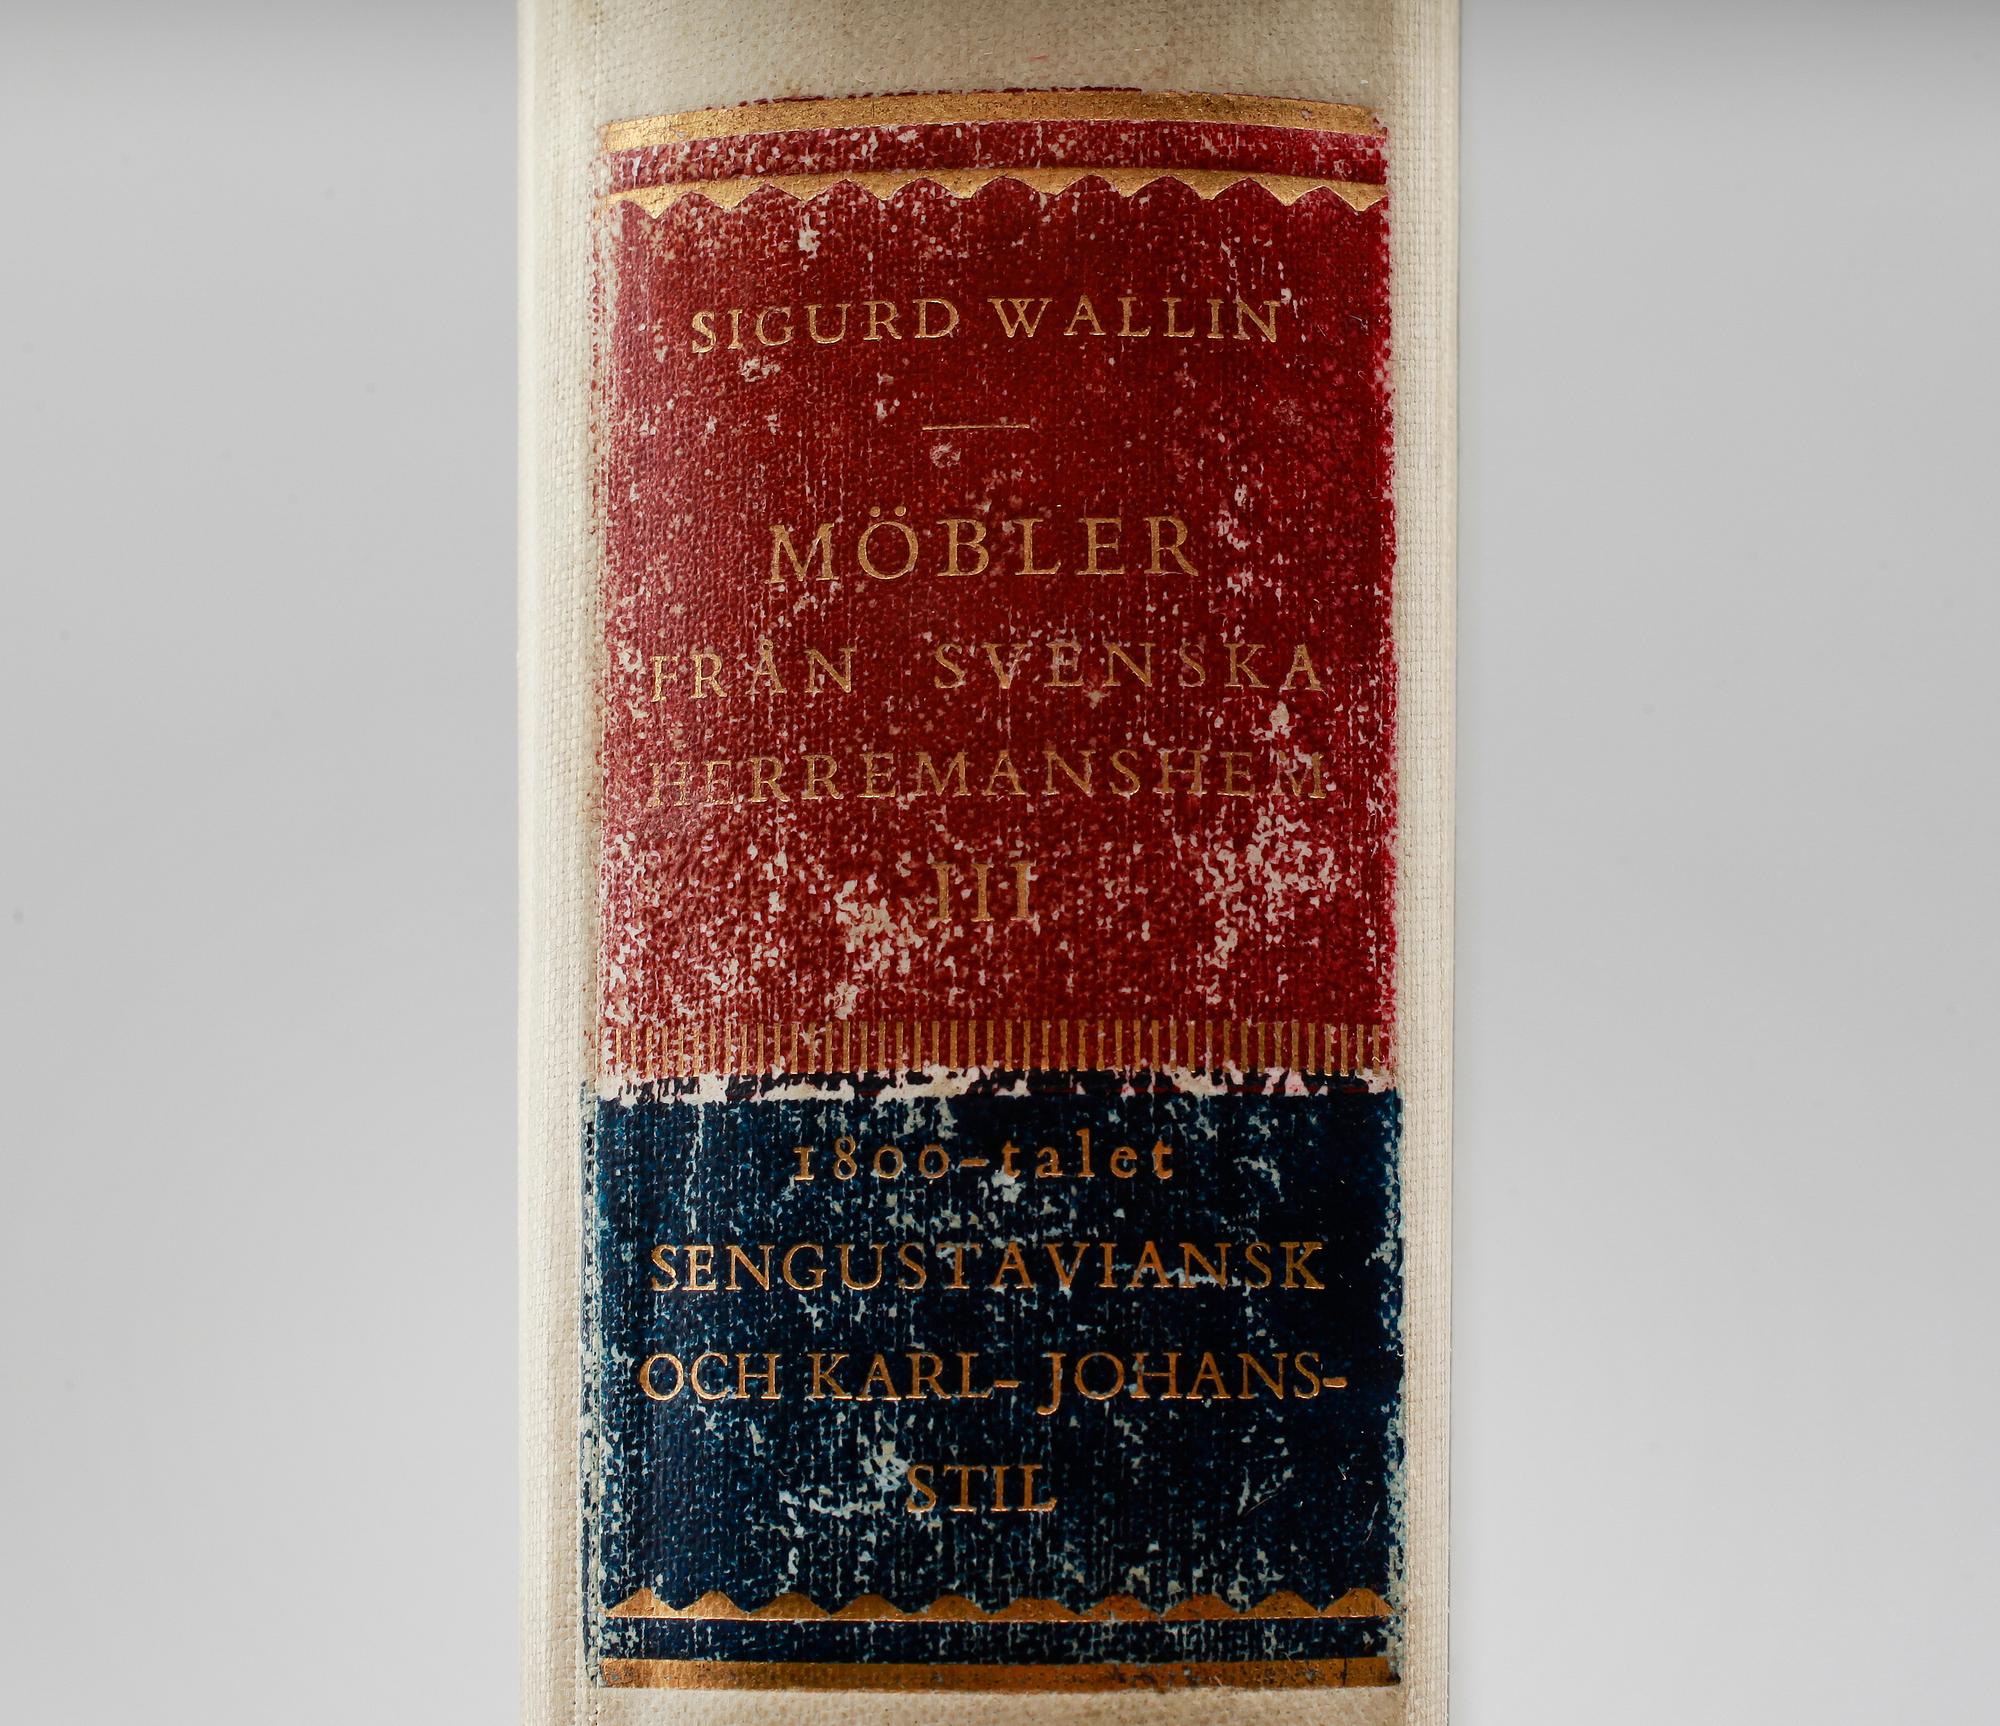 SIGURD WALLIN
MÖBLER
FRÅN SVENSKA
HERREMANSHEM
III
1800-talet
SENGUSTAVIANSK
OCH KARL-JOHANS-
STIL